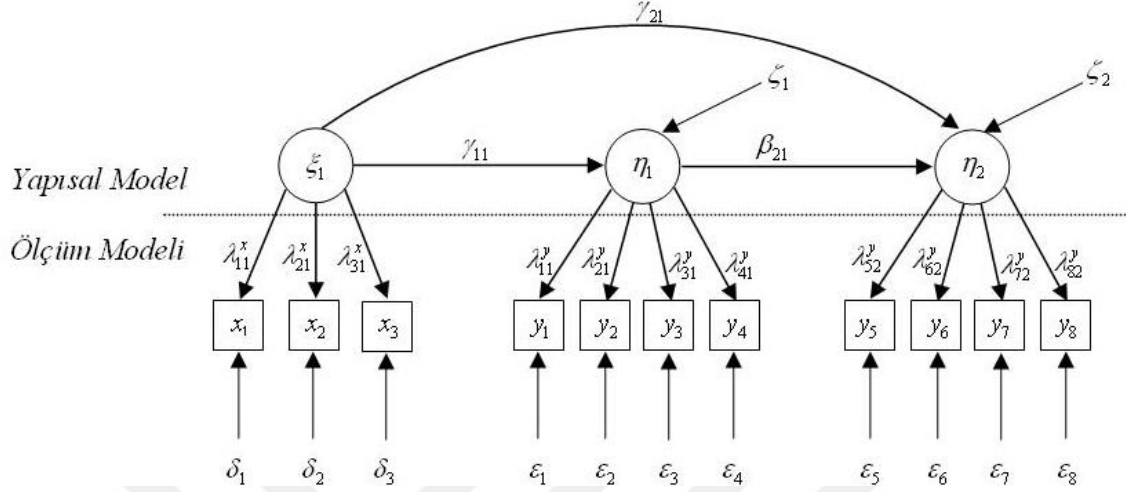 γ₂₁
ζ₁ ζ₂
ξ₁ γ₁₁ η₁ β₂₁ η₂
Yapısal Model
Ölçüm Modeli
λ₁₁ˣ λ₂₁ˣ λ₃₁ˣ λ₁₁ʸ λ₂₁ʸ λ₃₁ʸ λ₄₁ʸ λ₅₂ʸ λ₆₂ʸ λ₇₂ʸ λ₈₂ʸ
x₁ x₂ x₃ y₁ y₂ y₃ y₄ y₅ y₆ y₇ y₈
δ₁ δ₂ δ₃ ε₁ ε₂ ε₃ ε₄ ε₅ ε₆ ε₇ ε₈